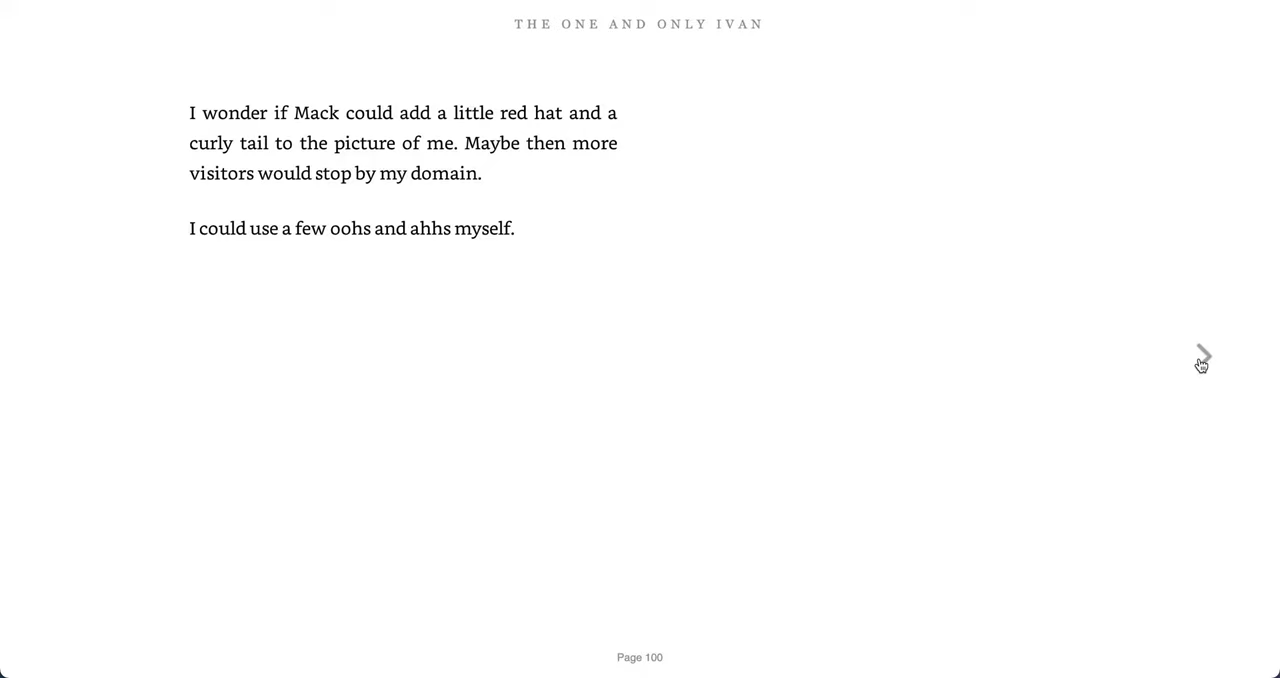 THE ONE AND ONLY IVAN
I wonder if Mack could add a little red hat and a
curly tail to the picture of me. Maybe then more
visitors would stop by my domain.
I could use a few oohs and ahhs myself.
Page 100